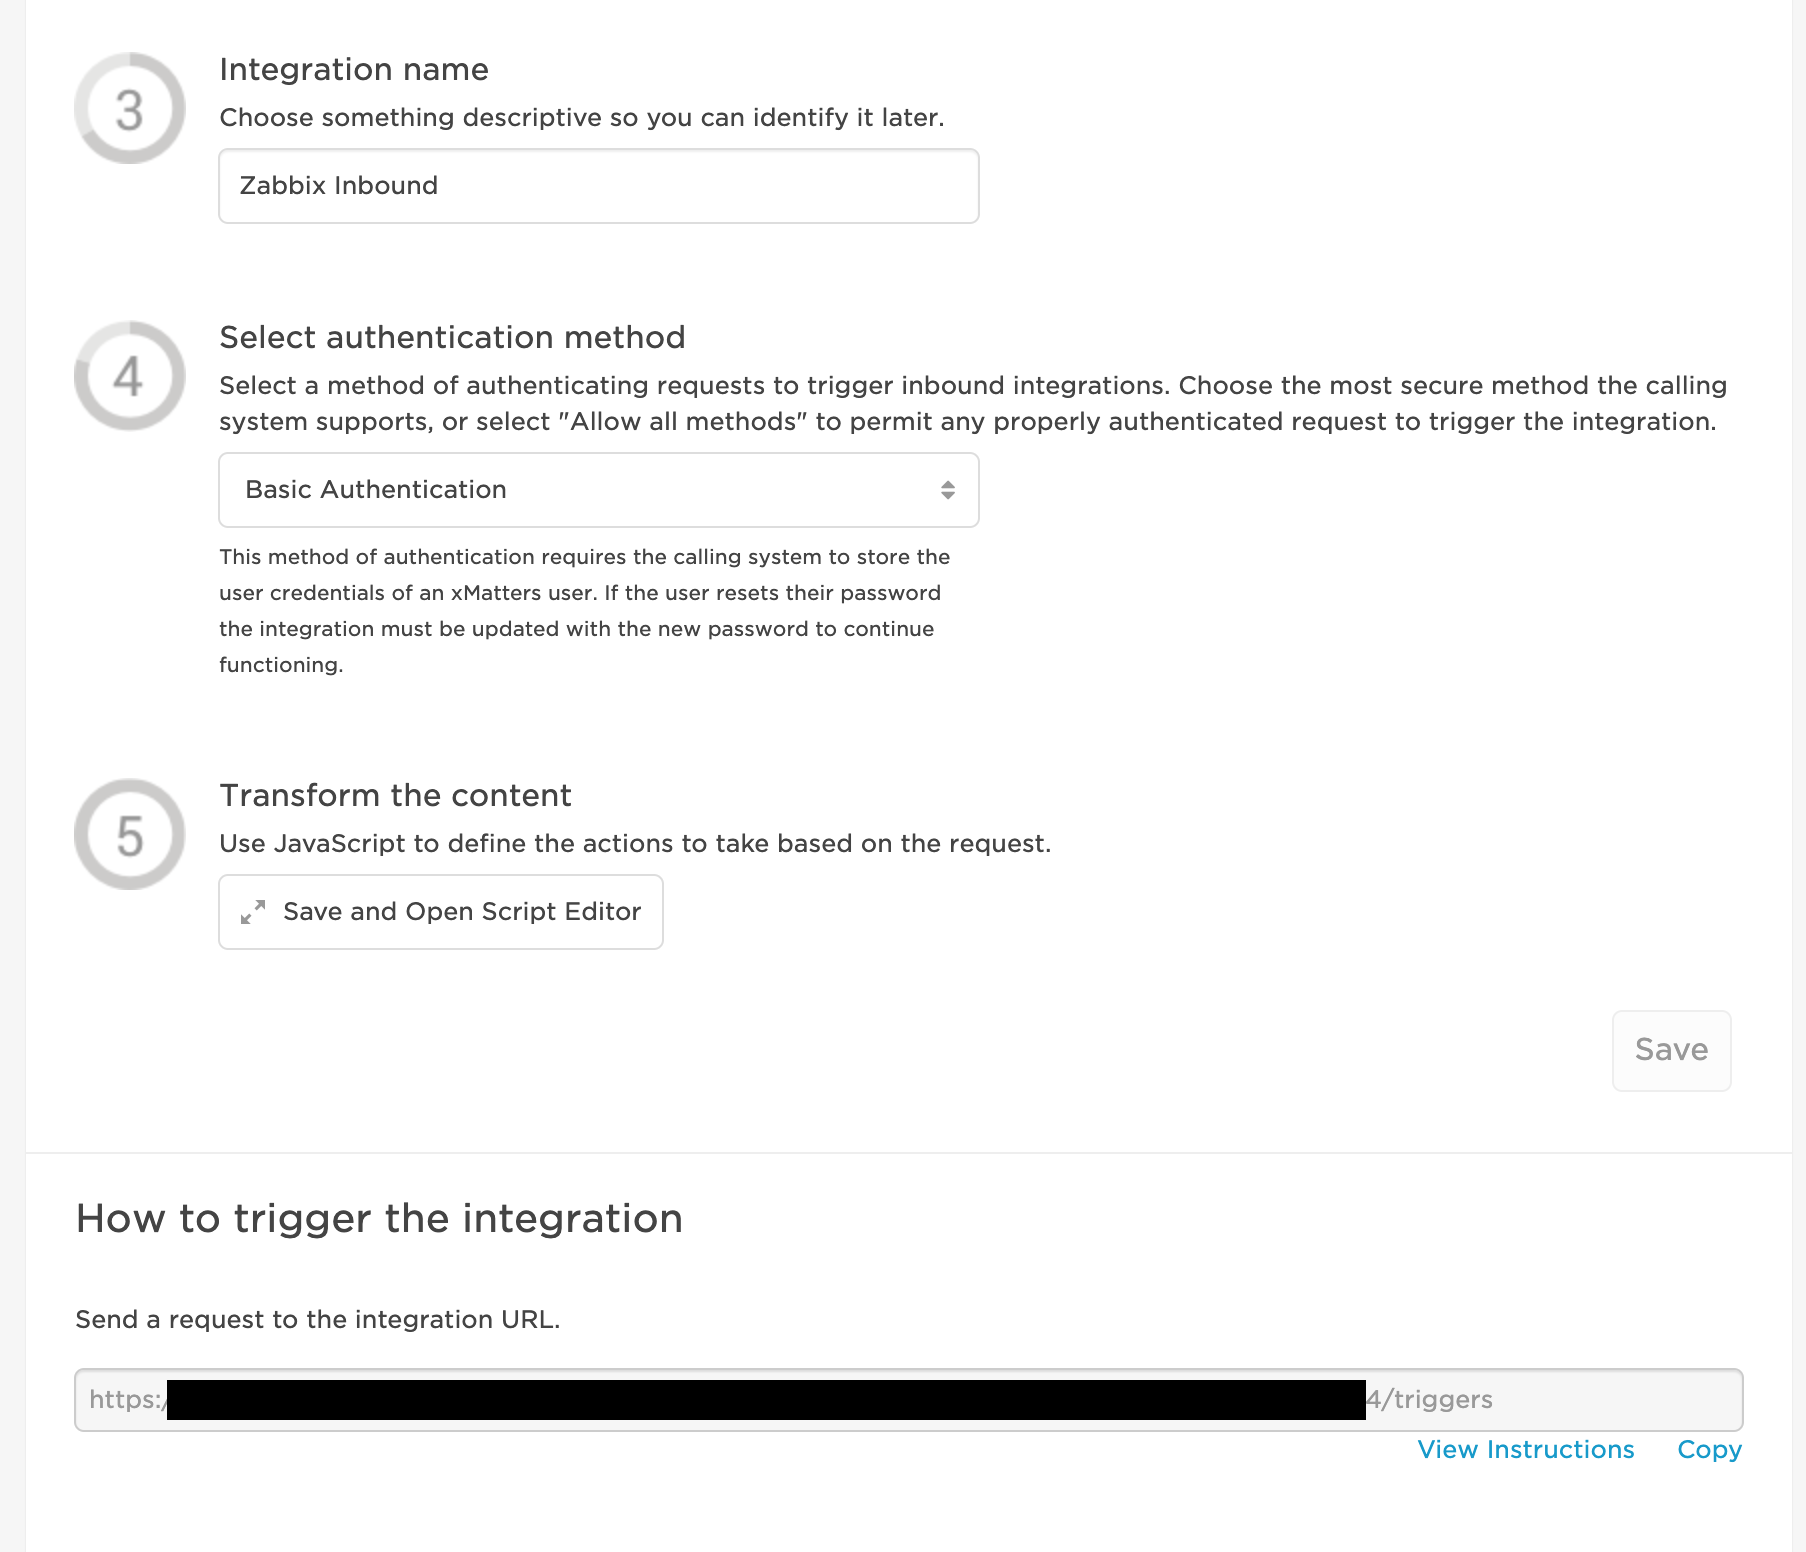 3
Integration name
Choose something descriptive so you can identify it later.
Zabbix Inbound
4
Select authentication method
Select a method of authenticating requests to trigger inbound integrations. Choose the most secure method the calling
system supports, or select "Allow all methods" to permit any properly authenticated request to trigger the integration.
Basic Authentication
This method of authentication requires the calling system to store the
user credentials of an xMatters user. If the user resets their password
the integration must be updated with the new password to continue
functioning.
5
Transform the content
Use JavaScript to define the actions to take based on the request.
Save and Open Script Editor
Save
How to trigger the integration
Send a request to the integration URL.
https:/ 4/triggers
View Instructions Copy